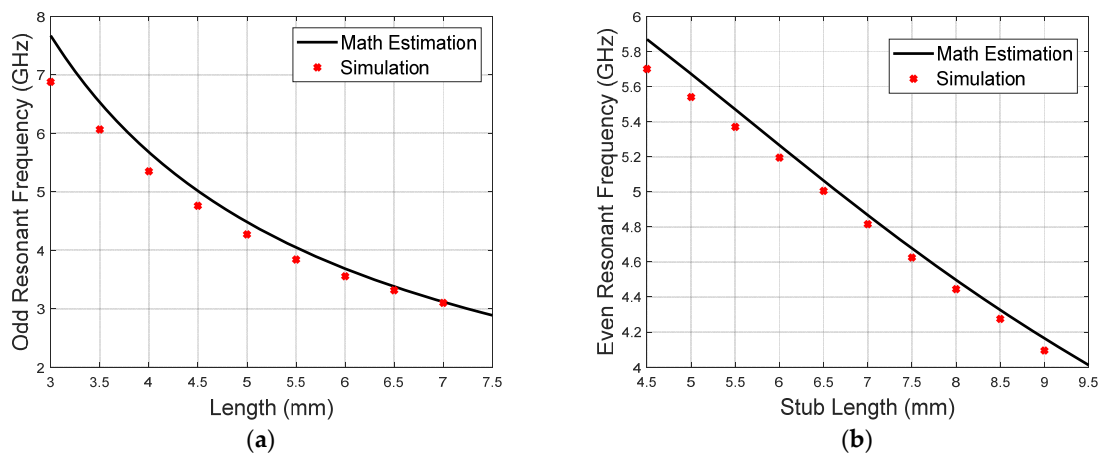 Odd Resonant Frequency (GHz)
8
7
6
5
4
3
2
Math Estimation
Simulation
3 3.5 4 4.5 5 5.5 6 6.5 7 7.5
Length (mm)
(a)
Even Resonant Frequency (GHz)
6
5.8
5.6
5.4
5.2
5
4.8
4.6
4.4
4.2
4
Math Estimation
Simulation
4.5 5 5.5 6 6.5 7 7.5 8 8.5 9 9.5
Stub Length (mm)
(b)